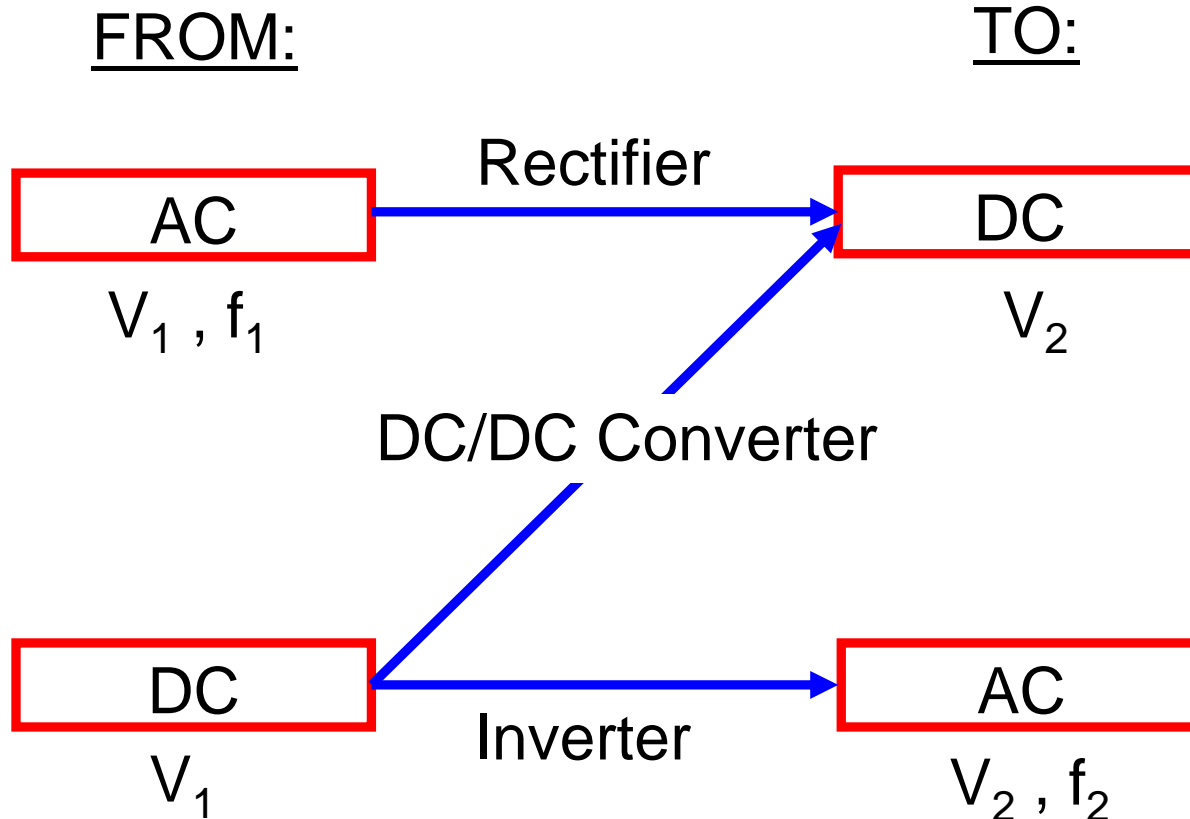 FROM: TO:
Rectifier
AC DC
V₁ , f₁ V₂
DC/DC Converter
DC AC
Inverter
V₁ V₂ , f₂